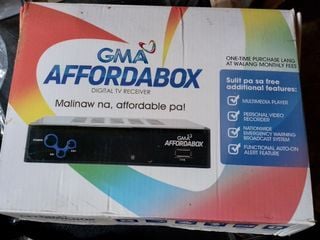 GMA
AFFORDABOX
DIGITAL TV RECEIVER
Malinaw na, affordable pa!
ONE-TIME PURCHASE LANG
AT WALANG MONTHLY FEES
Sulit pa sa free
additional features:
MULTIMEDIA PLAYER
PERSONAL VIDEO
RECORDER
NATIONWIDE
EMERGENCY WARNING
BROADCAST SYSTEM
FUNCTIONAL AUTO-ON
ALERT FEATURE
GMA
AFFORDABOX